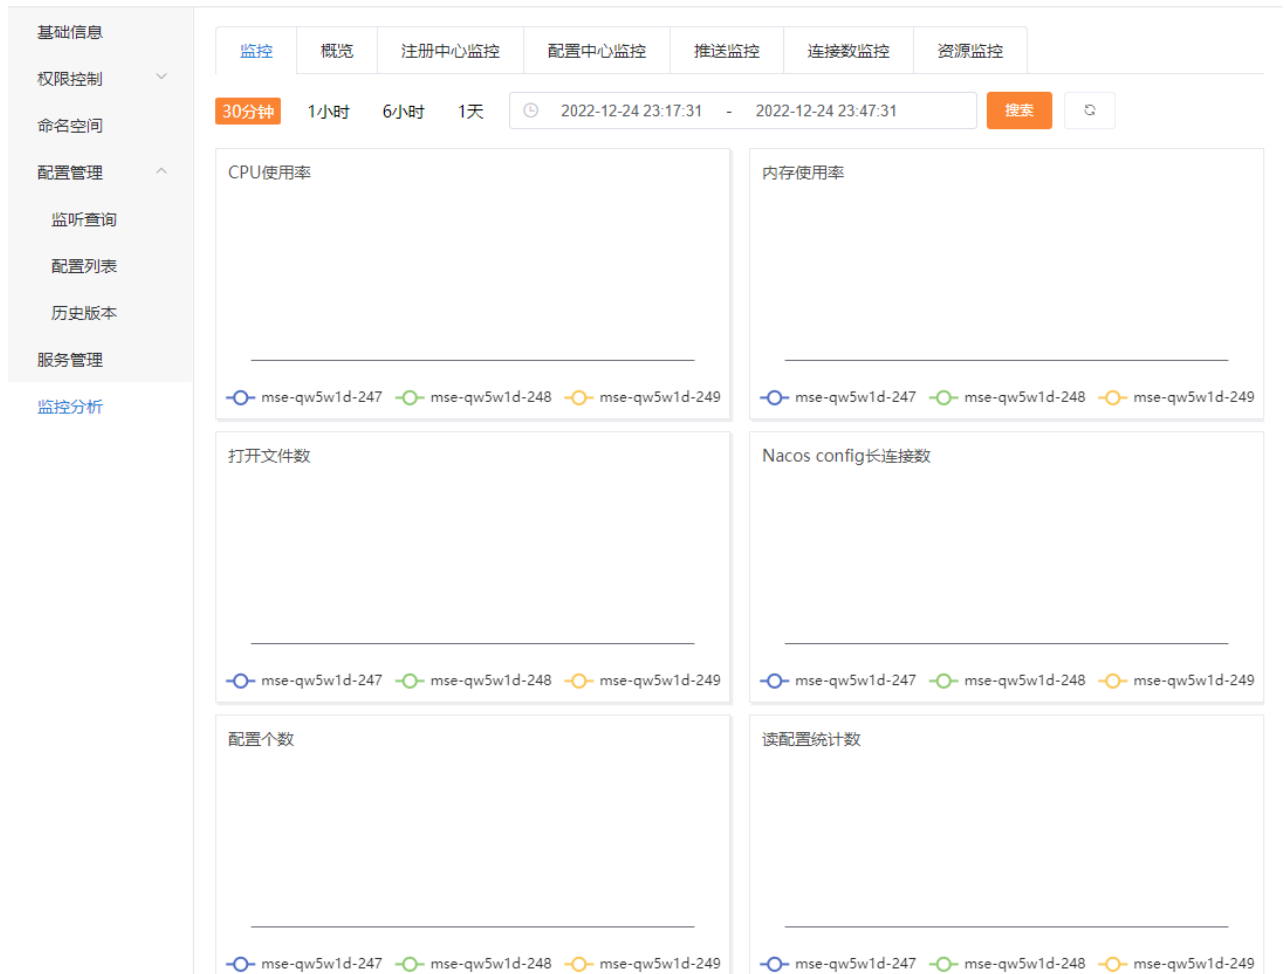 基础信息
权限控制
命名空间
配置管理
监听查询
配置列表
历史版本
服务管理
监控分析
监控 概览 注册中心监控 配置中心监控 推送监控 连接数监控 资源监控
30分钟 1小时 6小时 1天 2022-12-24 23:17:31 - 2022-12-24 23:47:31 搜索
CPU使用率
mse-qw5w1d-247 mse-qw5w1d-248 mse-qw5w1d-249
内存使用率
mse-qw5w1d-247 mse-qw5w1d-248 mse-qw5w1d-249
打开文件数
mse-qw5w1d-247 mse-qw5w1d-248 mse-qw5w1d-249
Nacos config长连接数
mse-qw5w1d-247 mse-qw5w1d-248 mse-qw5w1d-249
配置个数
mse-qw5w1d-247 mse-qw5w1d-248 mse-qw5w1d-249
读配置统计数
mse-qw5w1d-247 mse-qw5w1d-248 mse-qw5w1d-249